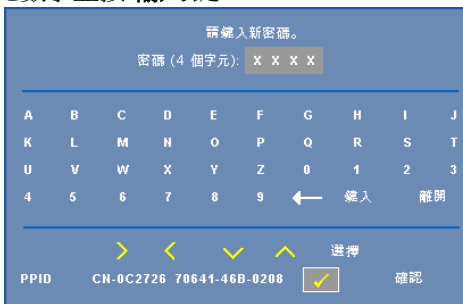 請鍵入新密碼。
密碼 (4 個字元): X X X X
A B C D E F G H I J
K L M N O P Q R S T
U V W X Y Z 0 1 2 3
4 5 6 7 8 9 ← 鍵入 離開
> < ∨ ∧ 選擇
PPID CN-0C2726 70641-46B-0208 ✓ 確認